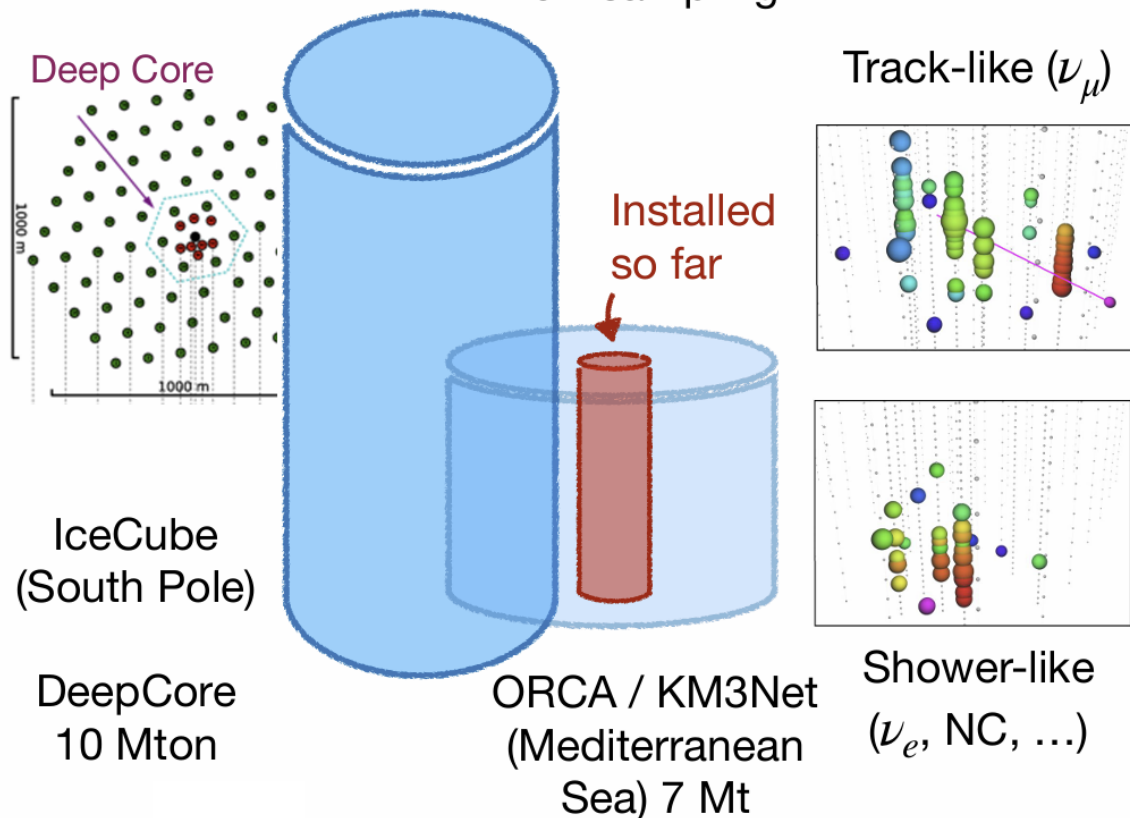 Deep Core
1000 m
1000 m
IceCube
(South Pole)
DeepCore
10 Mton
Installed
so far
ORCA / KM3Net
(Mediterranean
Sea) 7 Mt
Track-like (ν_μ)
Shower-like
(ν_e, NC, …)